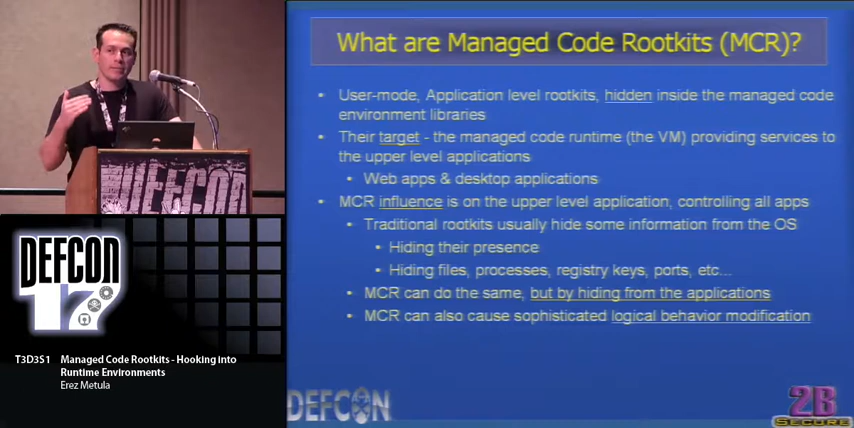 What are Managed Code Rootkits (MCR)?
• User-mode, Application level rootkits, hidden inside the managed code
environment libraries
• Their target - the managed code runtime (the VM) providing services to
the upper level applications
• Web apps & desktop applications
• MCR influence is on the upper level application, controlling all apps
• Traditional rootkits usually hide some information from the OS
• Hiding their presence
• Hiding files, processes, registry keys, ports, etc...
• MCR can do the same, but by hiding from the applications
• MCR can also cause sophisticated logical behavior modification
DEFCON
DEFCON
17
T3D3S1 Managed Code Rootkits - Hooking into
Runtime Environments
Erez Metula
DEFCON
2B
SECURE